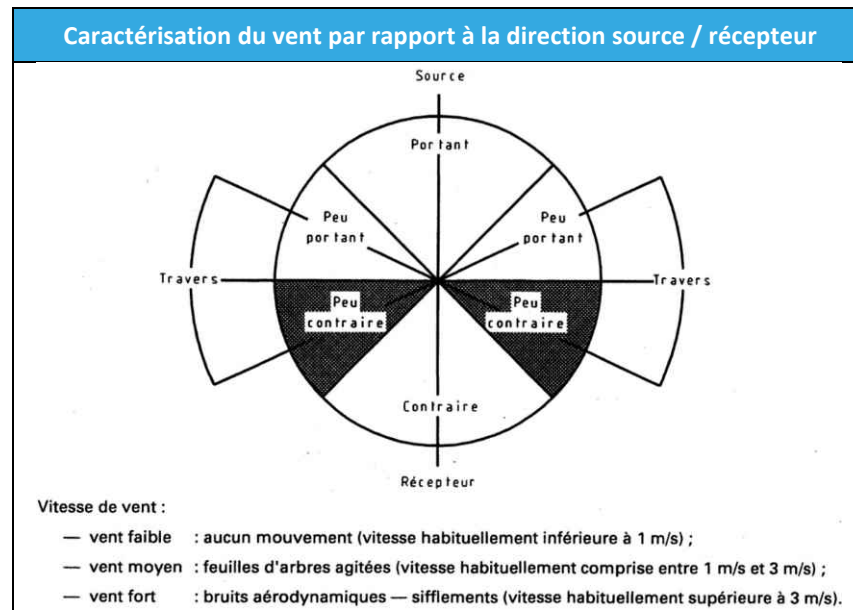 Caractérisation du vent par rapport à la direction source / récepteur
Source
Portant
Peu
portant
Peu
portant
Travers
Travers
Peu
contraire
Peu
contraire
Contraire
Récepteur
Vitesse de vent :
— vent faible : aucun mouvement (vitesse habituellement inférieure à 1 m/s) ;
— vent moyen : feuilles d'arbres agitées (vitesse habituellement comprise entre 1 m/s et 3 m/s) ;
— vent fort : bruits aérodynamiques — sifflements (vitesse habituellement supérieure à 3 m/s).